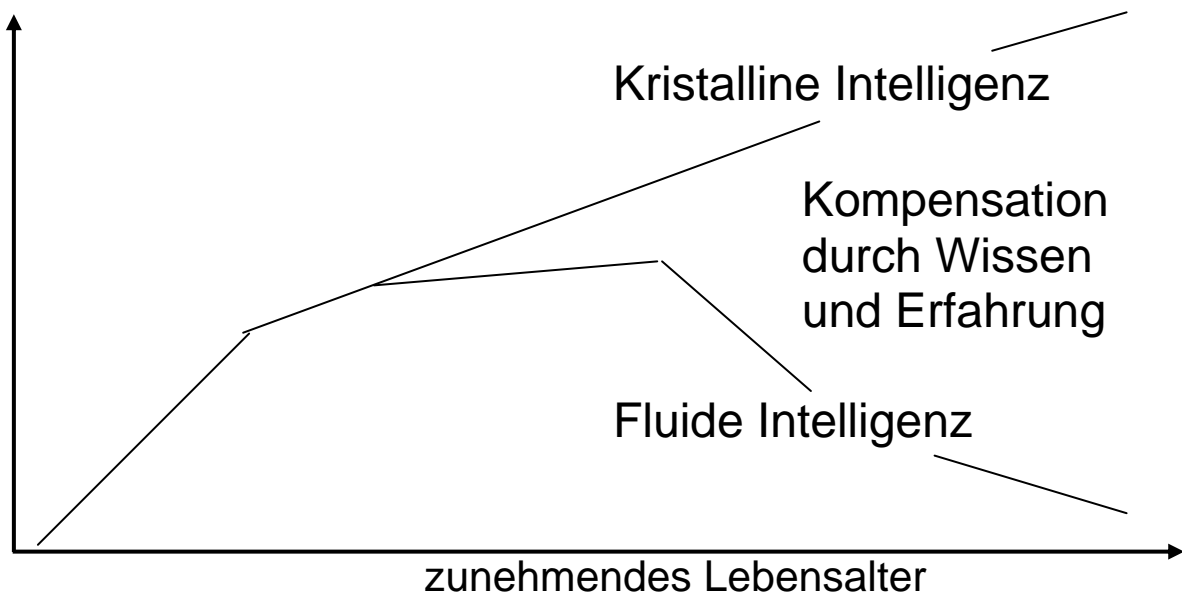 Kristalline Intelligenz
Kompensation
durch Wissen
und Erfahrung
Fluide Intelligenz
zunehmendes Lebensalter